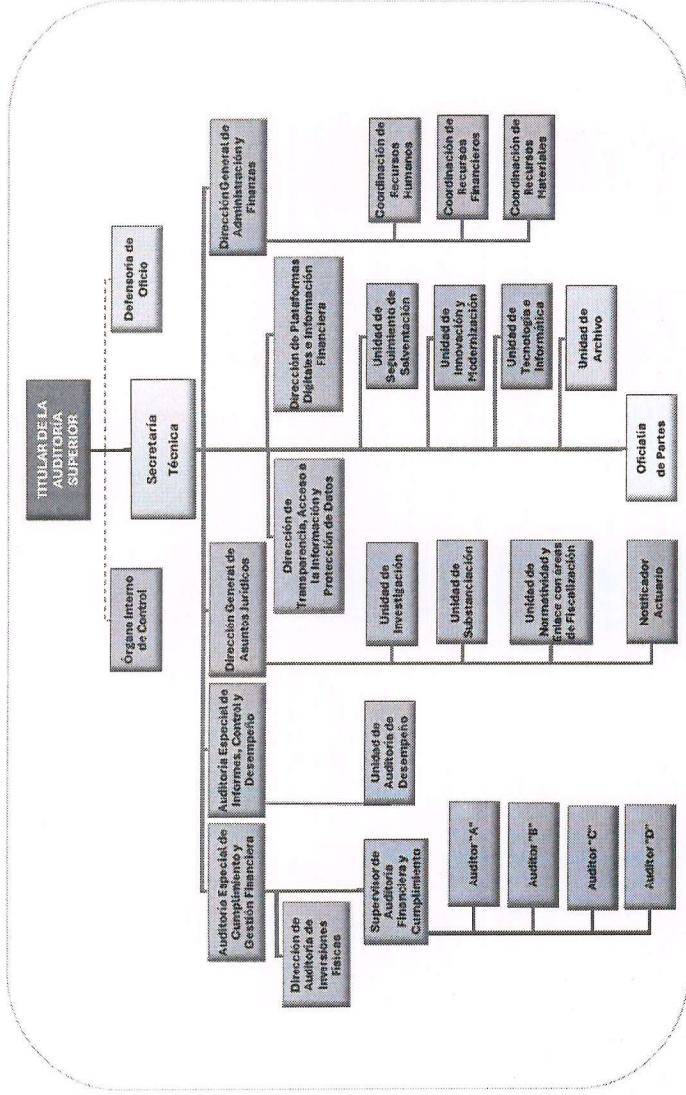 TITULAR DE LA
AUDITORÍA
SUPERIOR
Órgano Interno
de Control
Defensoría de
Oficio
Secretaría
Técnica
Auditoría Especial de
Cumplimiento y
Gestión Financiera
Auditoría Especial de
Informes, Control y
Desempeño
Dirección General de
Asuntos Jurídicos
Dirección General de
Administración y
Finanzas
Dirección de
Auditoría de
Inversiones
Físicas
Dirección de
Transparencia, Acceso a
la Información y
Protección de Datos
Dirección de Plataformas
Digitales e Información
Financiera
Supervisor de
Auditoría
Financiera y
Cumplimiento
Unidad de
Auditoría de
Desempeño
Unidad de
Investigación
Unidad de
Seguimiento de
Solventación
Coordinación de
Recursos
Humanos
Unidad de
Substanciación
Unidad de
Innovación y
Modernización
Coordinación de
Recursos
Financieros
Auditor "A"
Unidad de
Normatividad y
Enlace con áreas
de Fiscalización
Unidad de
Tecnología e
Informática
Coordinación de
Recursos
Materiales
Auditor "B"
Unidad de
Archivo
Auditor "C"
Notificador
Actuario
Oficialía
de Partes
Auditor "D"